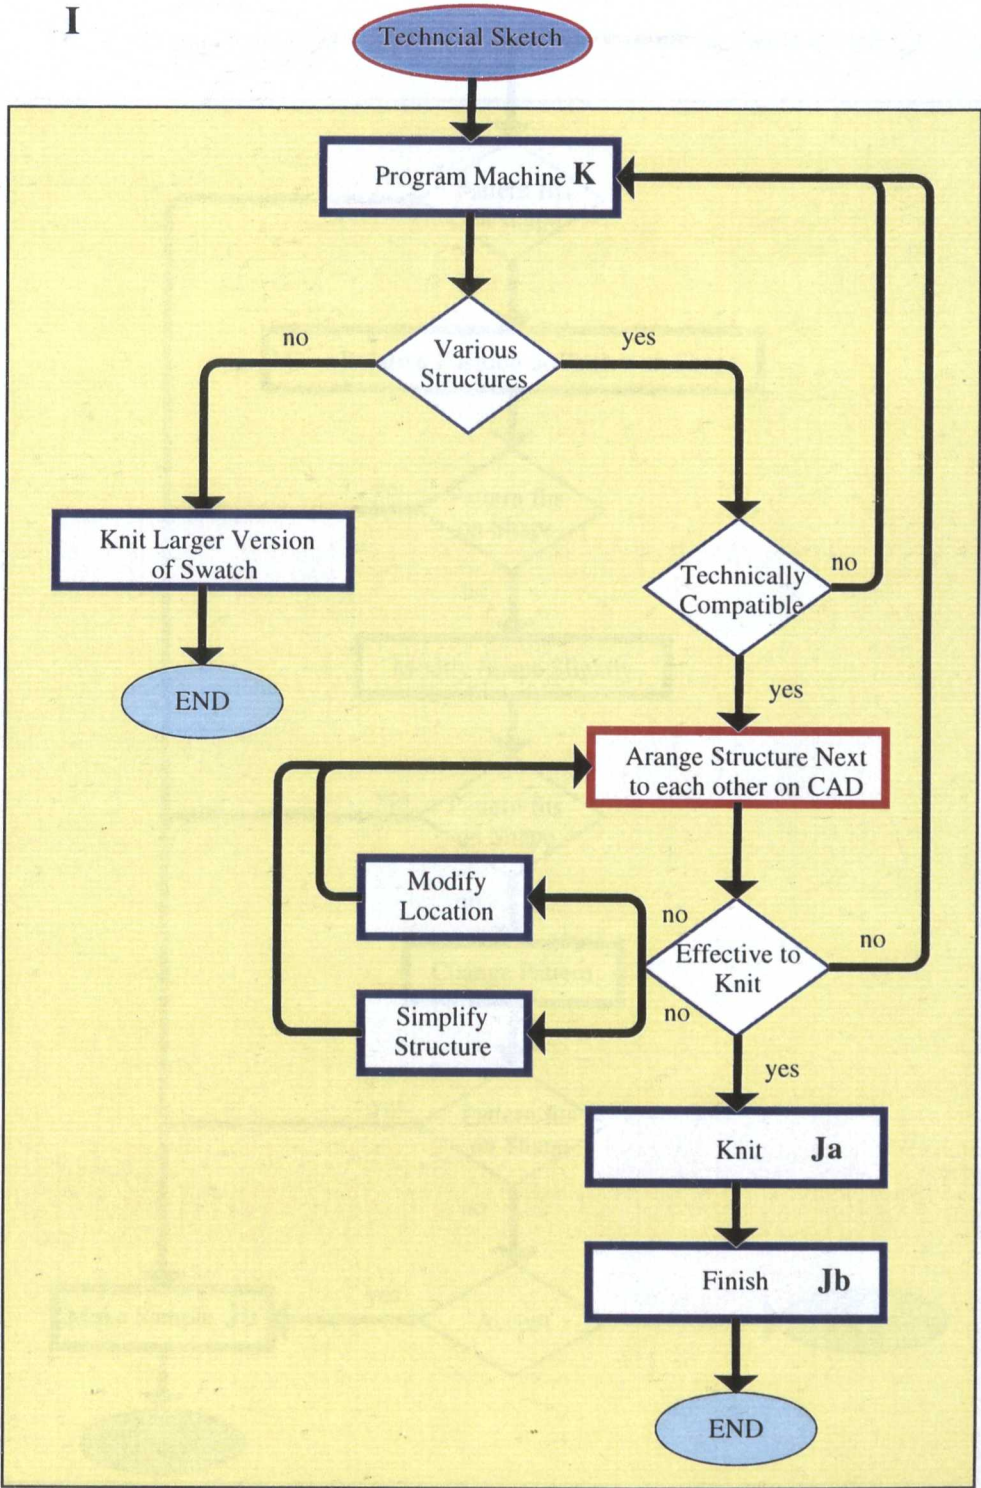 I
Techncial Sketch
Program Machine K
no
yes
Various
Structures
Knit Larger Version
of Swatch
Technically
Compatible
no
END
yes
Arange Structure Next
to each other on CAD
Modify
Location
no
Effective to
Knit
no
no
Simplify
Structure
yes
Knit Ja
Finish Jb
END